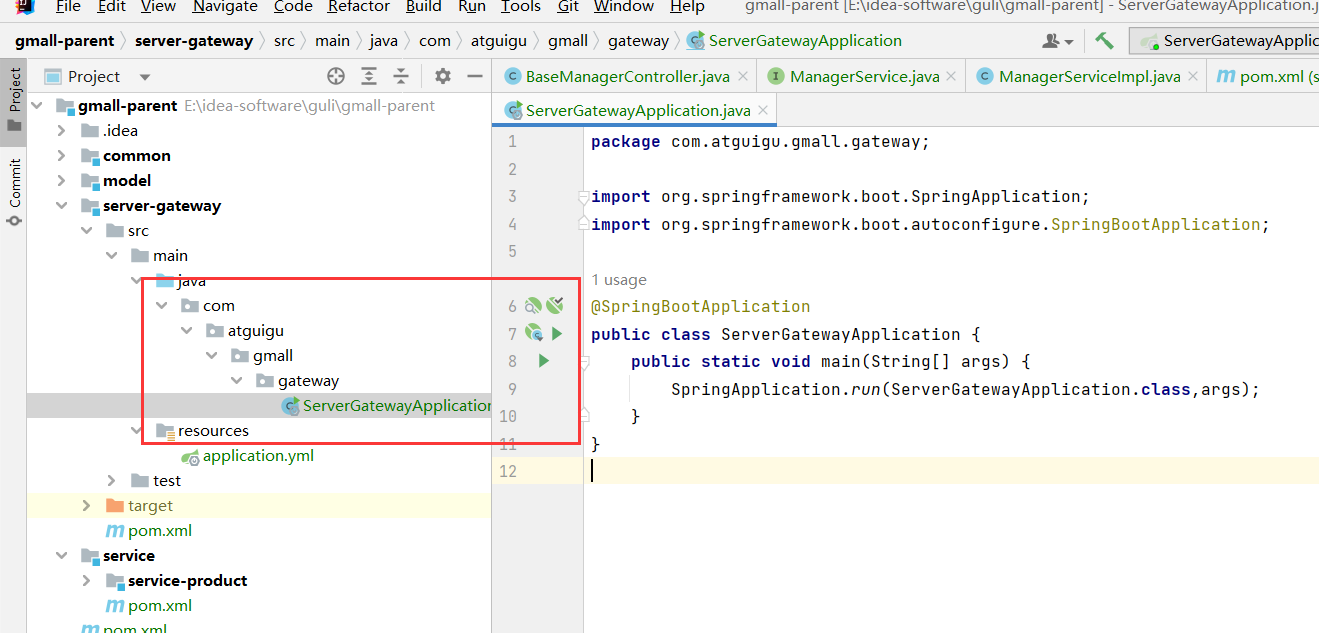 File Edit View Navigate Code Refactor Build Run Tools Git Window Help gmall-parent [E:\idea-software\guli\gmall-parent] - ServerGatewayApplication.j
gmall-parent server-gateway src main java com atguigu gmall gateway ServerGatewayApplication ServerGatewayApplic
Project
Commit
Project
BaseManagerController.java ManagerService.java ManagerServiceImpl.java pom.xml (s
ServerGatewayApplication.java
gmall-parent E:\idea-software\guli\gmall-parent
.idea
common
model
server-gateway
src
main
java
com
atguigu
gmall
gateway
ServerGatewayApplication
resources
application.yml
test
target
pom.xml
service
service-product
pom.xml
pom.xml
1 package com.atguigu.gmall.gateway;
2
3 import org.springframework.boot.SpringApplication;
4 import org.springframework.boot.autoconfigure.SpringBootApplication;
5
1 usage
6 @SpringBootApplication
7 public class ServerGatewayApplication {
8 public static void main(String[] args) {
9 SpringApplication.run(ServerGatewayApplication.class,args);
10 }
11 }
12